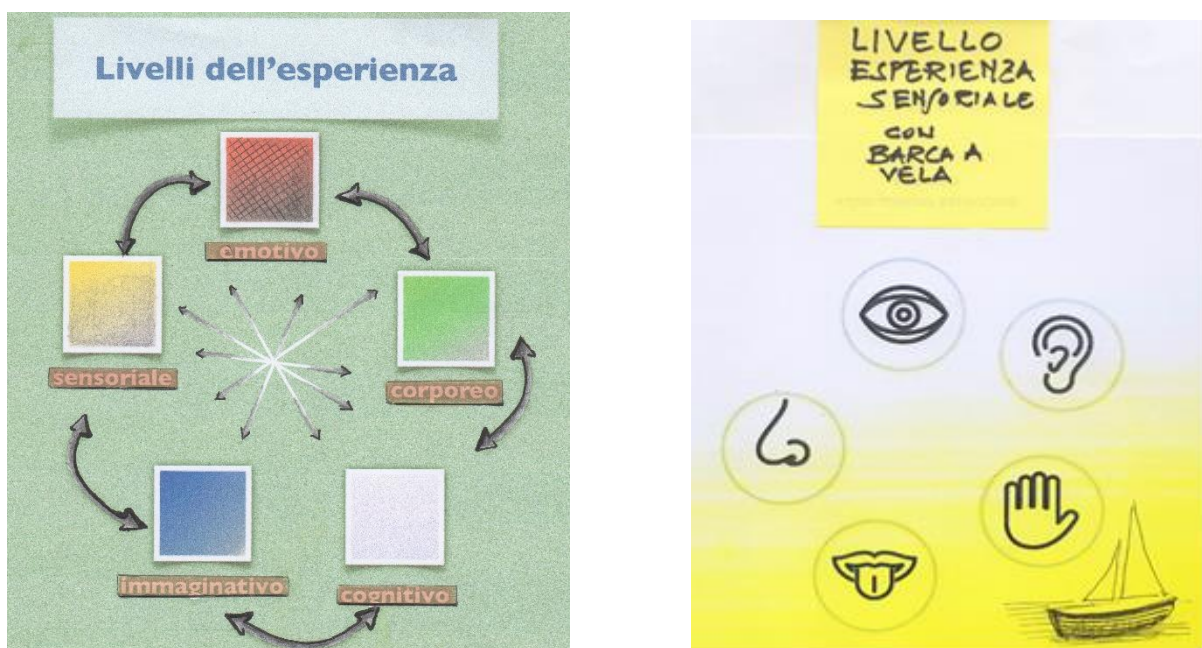 Livelli dell'esperienza
emotivo
sensoriale
corporeo
immaginativo
cognitivo
LIVELLO
ESPERIENZA
SENSORIALE
CON
BARCA A
VELA